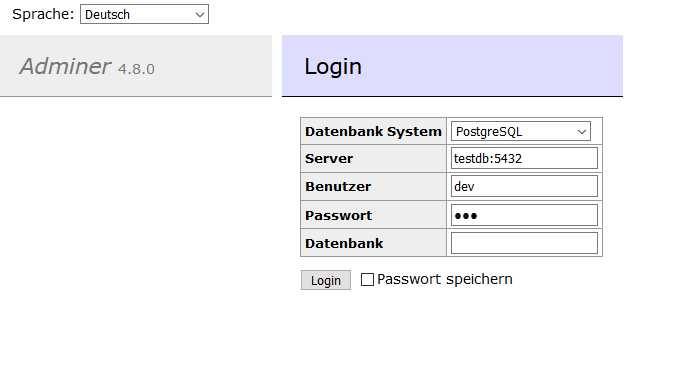 Sprache: Deutsch
Adminer 4.8.0
Login
Datenbank System PostgreSQL
Server testdb:5432
Benutzer dev
Passwort ●●●
Datenbank
Login Passwort speichern